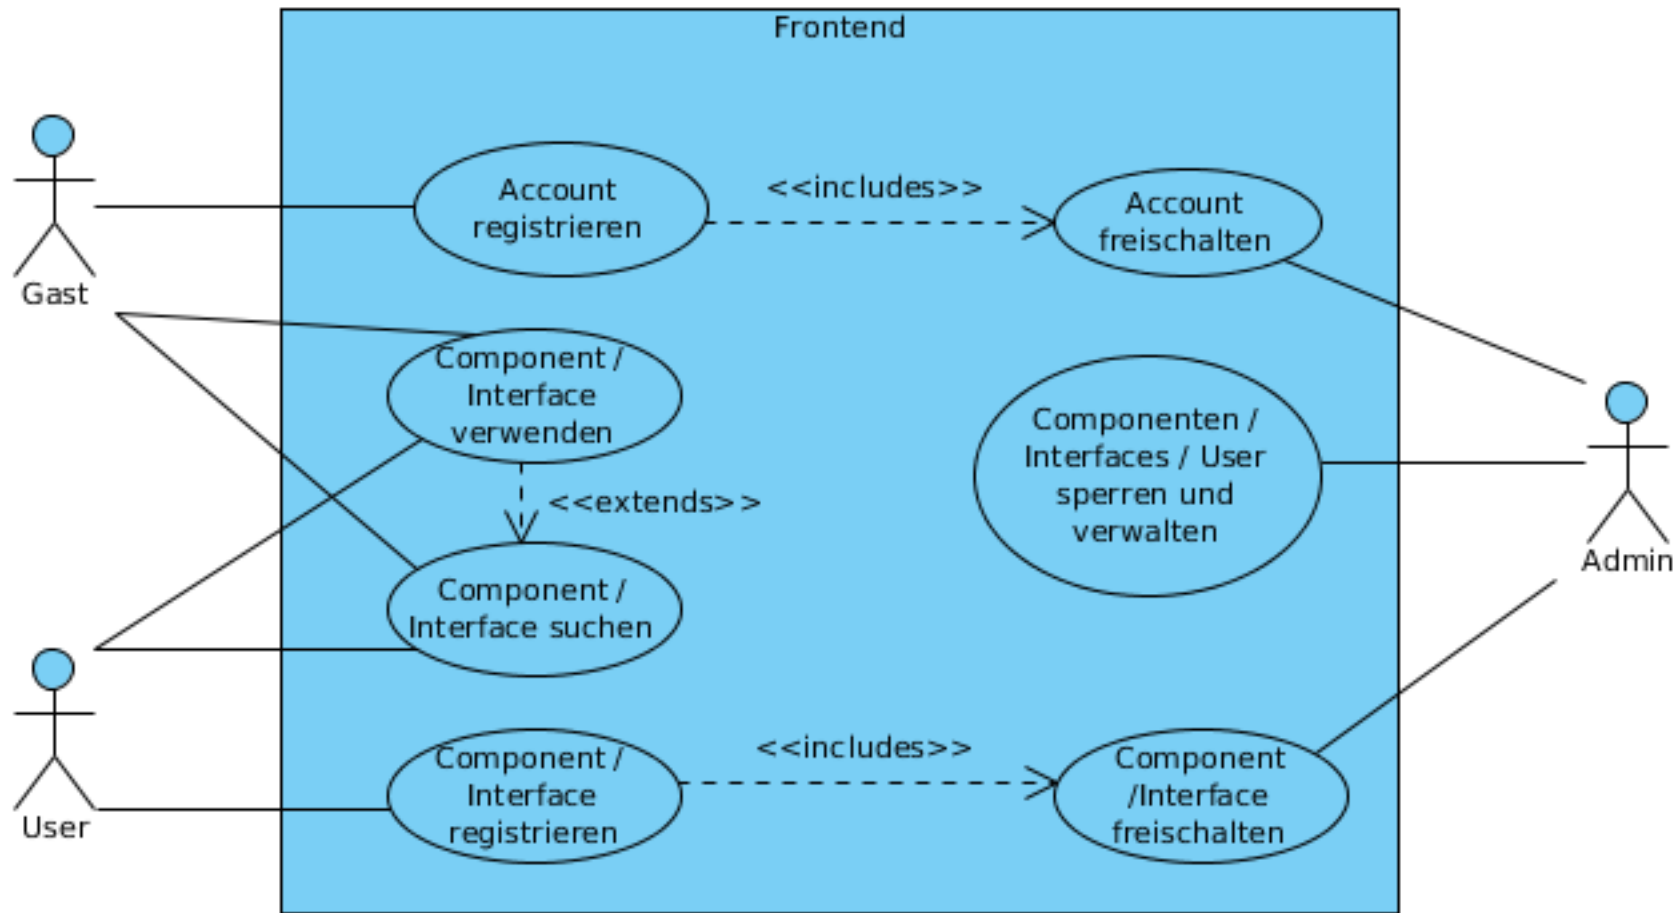 Frontend
Account
registrieren
<<includes>>
Account
freischalten
Gast
Component /
Interface
verwenden
<<extends>>
Componenten /
Interfaces / User
sperren und
verwalten
Admin
Component /
Interface suchen
User
Component /
Interface
registrieren
<<includes>>
Component
/Interface
freischalten